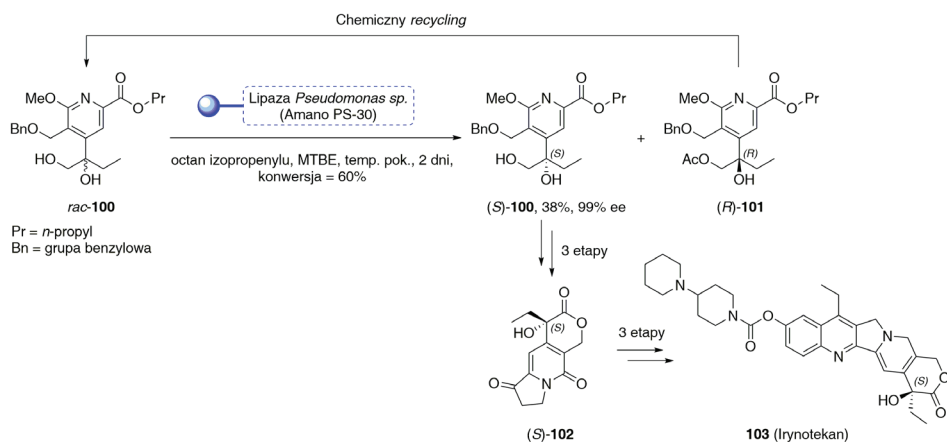 Chemiczny recycling
Lipaza Pseudomonas sp.
(Amano PS-30)
octan izopropenylu, MTBE, temp. pok., 2 dni,
konwersja = 60%
MeO N O O Pr
BnO
HO OH
rac-100
Pr = n-propyl
Bn = grupa benzylowa
MeO N O O Pr
BnO
HO (S) OH
(S)-100, 38%, 99% ee
+
MeO N O O Pr
BnO
AcO (R) OH
(R)-101
3 etapy
O O
HO (S)
O N O
(S)-102
3 etapy
N N O O
N N
(S) O
HO O
103 (Irynotekan)